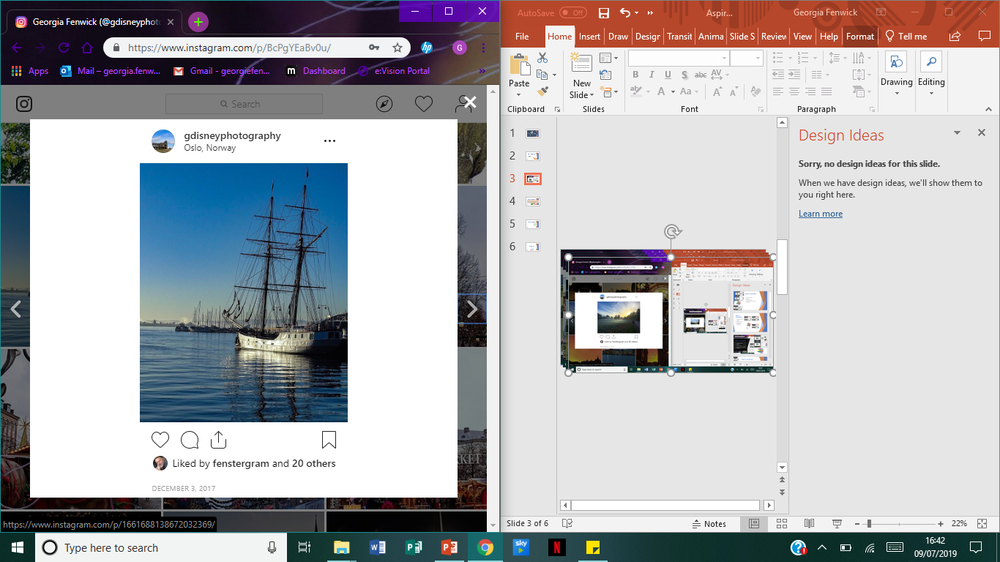 Georgia Fenwick (@gdisneyphoto
https://www.instagram.com/p/BcPgYEaBv0u/
G
Apps
Mail – georgia.fenw...
Gmail - georgiefen...
Dashboard
e:Vision Portal
Search
gdisneyphotography
Oslo, Norway
Liked by fenstergram and 20 others
DECEMBER 3, 2017
https://www.instagram.com/p/1661688138672032369/
AutoSave Off
Aspir...
Georgia Fenwick
File Home Insert Draw Design Transit Anima Slide S Review View Help Format Tell me
Paste
New
Slide
Drawing
Editing
Clipboard
Slides
Font
Paragraph
1
2
3
4
5
6
Design Ideas
Sorry, no design ideas for this slide.
When we have design ideas, we'll show them to
you right here.
Learn more
Design Ideas
gdisneyphotography
Slide 3 of 6
Notes
22%
Type here to search
sky
N
16:42
09/07/2019